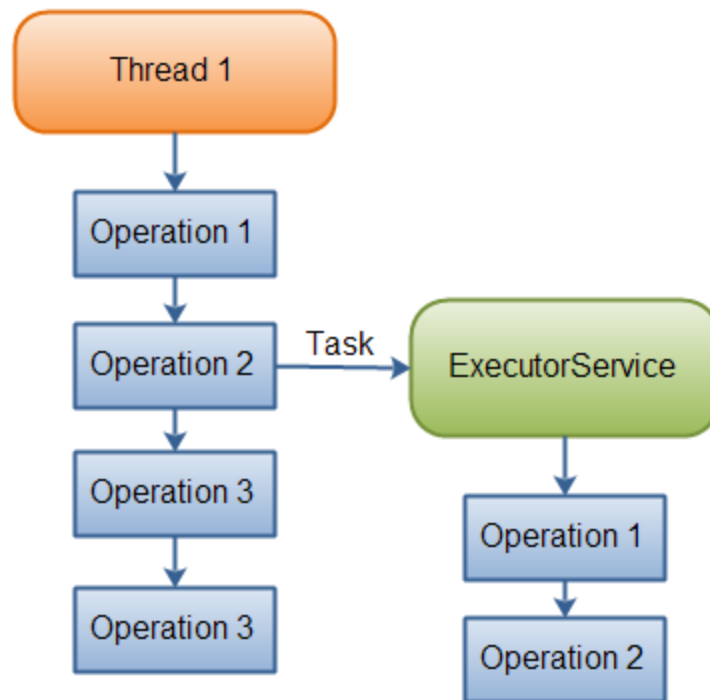 Thread 1
Operation 1
Operation 2
Task
ExecutorService
Operation 3
Operation 1
Operation 3
Operation 2